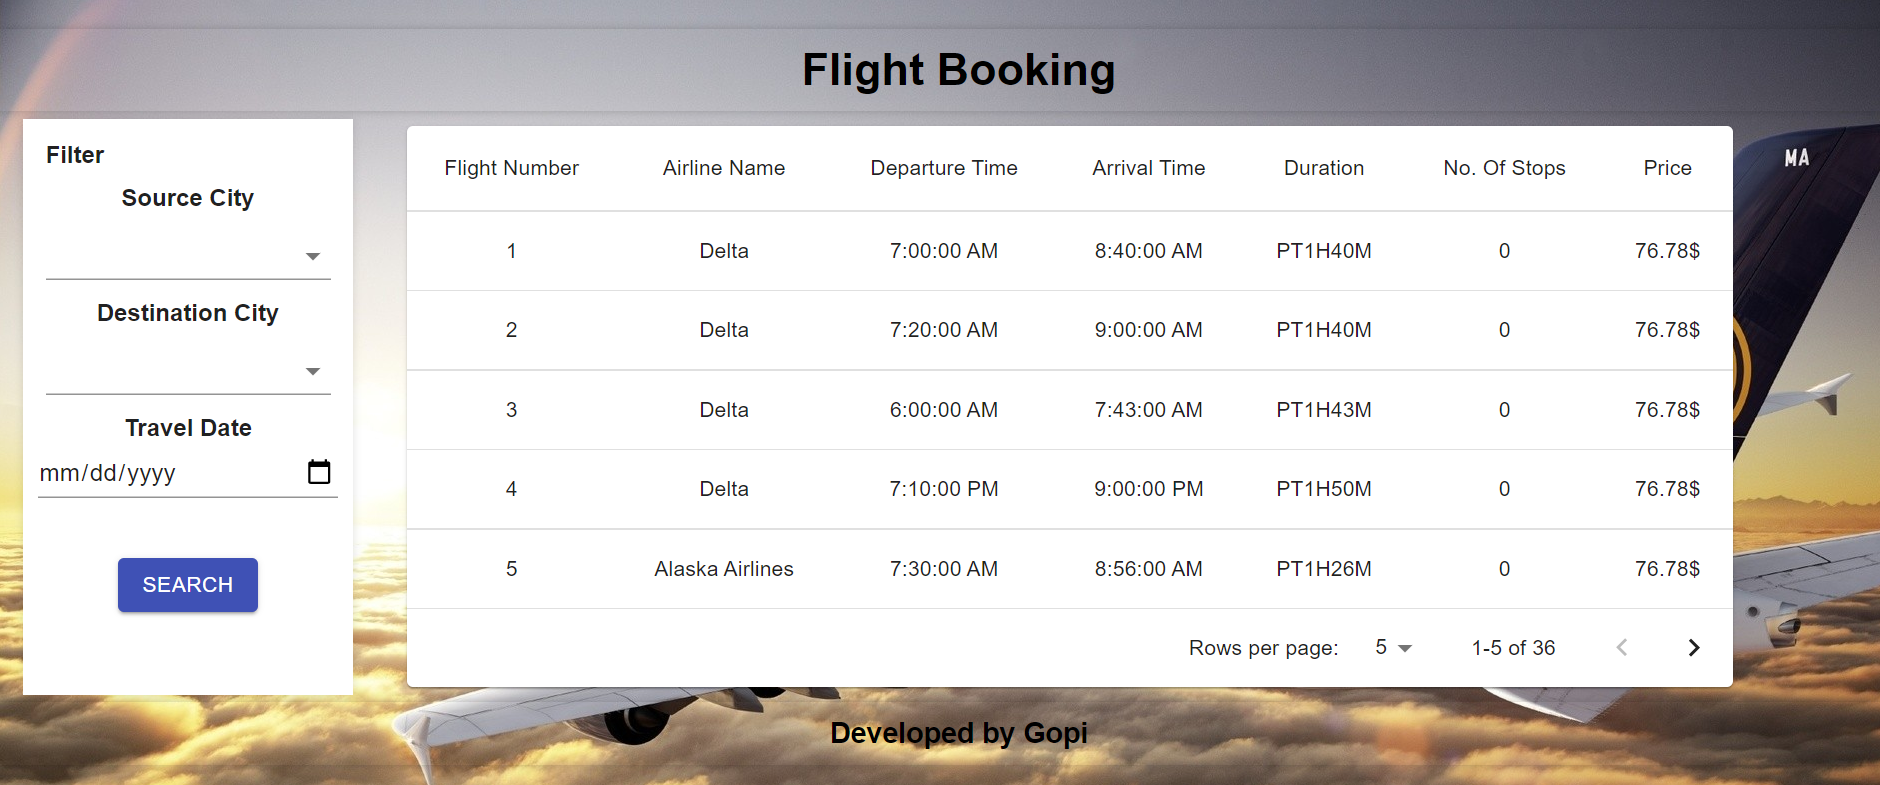 Flight Booking
MA
Filter
Source City
Destination City
Travel Date
mm/dd/yyyy
SEARCH
Flight Number Airline Name Departure Time Arrival Time Duration No. Of Stops Price
1 Delta 7:00:00 AM 8:40:00 AM PT1H40M 0 76.78$
2 Delta 7:20:00 AM 9:00:00 AM PT1H40M 0 76.78$
3 Delta 6:00:00 AM 7:43:00 AM PT1H43M 0 76.78$
4 Delta 7:10:00 PM 9:00:00 PM PT1H50M 0 76.78$
5 Alaska Airlines 7:30:00 AM 8:56:00 AM PT1H26M 0 76.78$
Rows per page: 5 1-5 of 36
Developed by Gopi